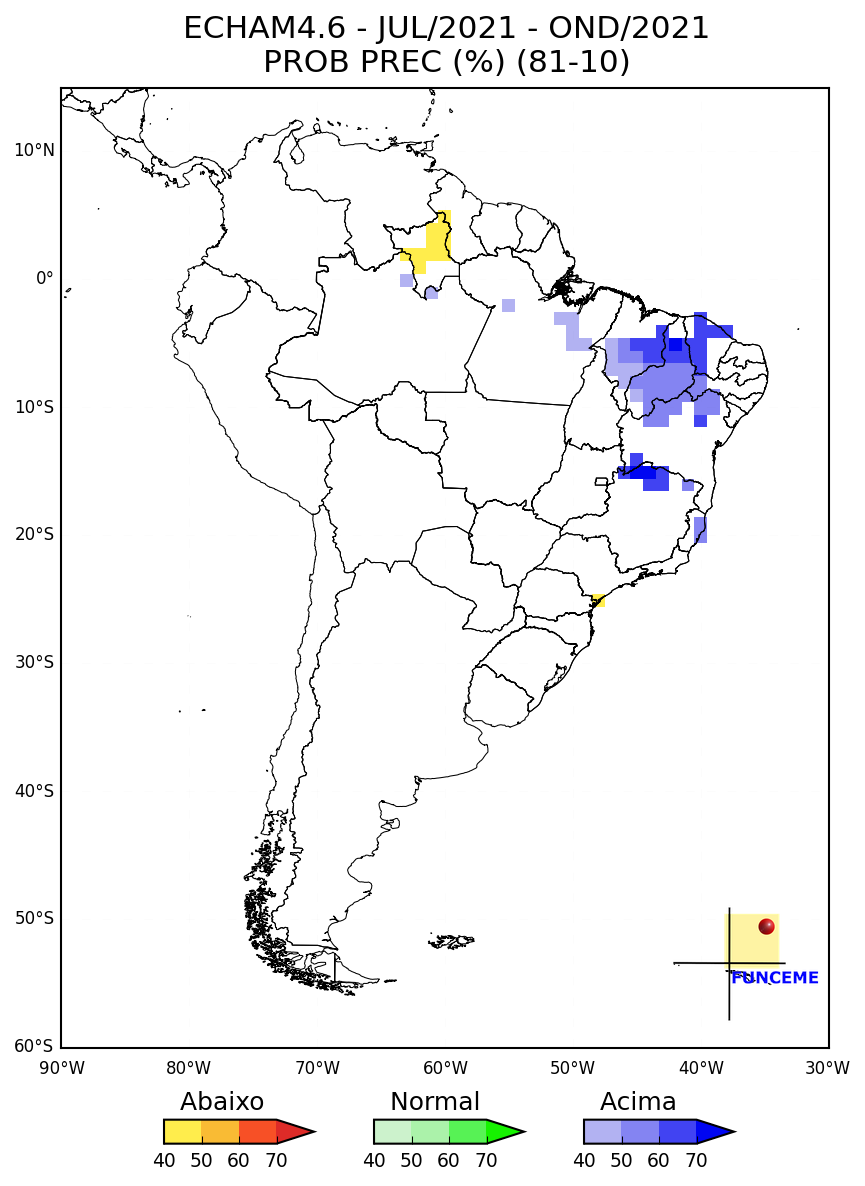 ECHAM4.6 - JUL/2021 - OND/2021
PROB PREC (%) (81-10)
10°N
0°
10°S
20°S
30°S
40°S
50°S
60°S
FUNCEME
90°W 80°W 70°W 60°W 50°W 40°W 30°W
Abaixo Normal Acima
40 50 60 70 40 50 60 70 40 50 60 70